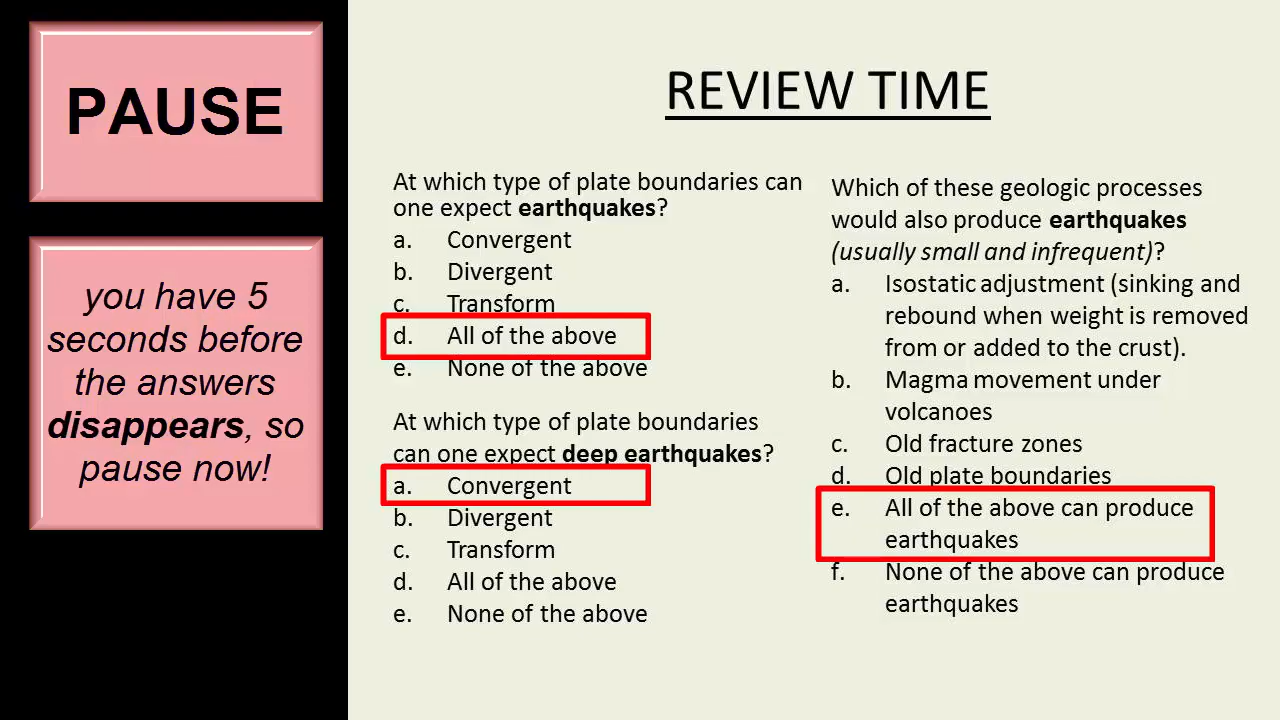 PAUSE
you have 5
seconds before
the answers
disappears, so
pause now!
REVIEW TIME
At which type of plate boundaries can
one expect earthquakes?
a. Convergent
b. Divergent
c. Transform
d. All of the above
e. None of the above
At which type of plate boundaries
can one expect deep earthquakes?
a. Convergent
b. Divergent
c. Transform
d. All of the above
e. None of the above
Which of these geologic processes
would also produce earthquakes
(usually small and infrequent)?
a. Isostatic adjustment (sinking and
rebound when weight is removed
from or added to the crust).
b. Magma movement under
volcanoes
c. Old fracture zones
d. Old plate boundaries
e. All of the above can produce
earthquakes
f. None of the above can produce
earthquakes